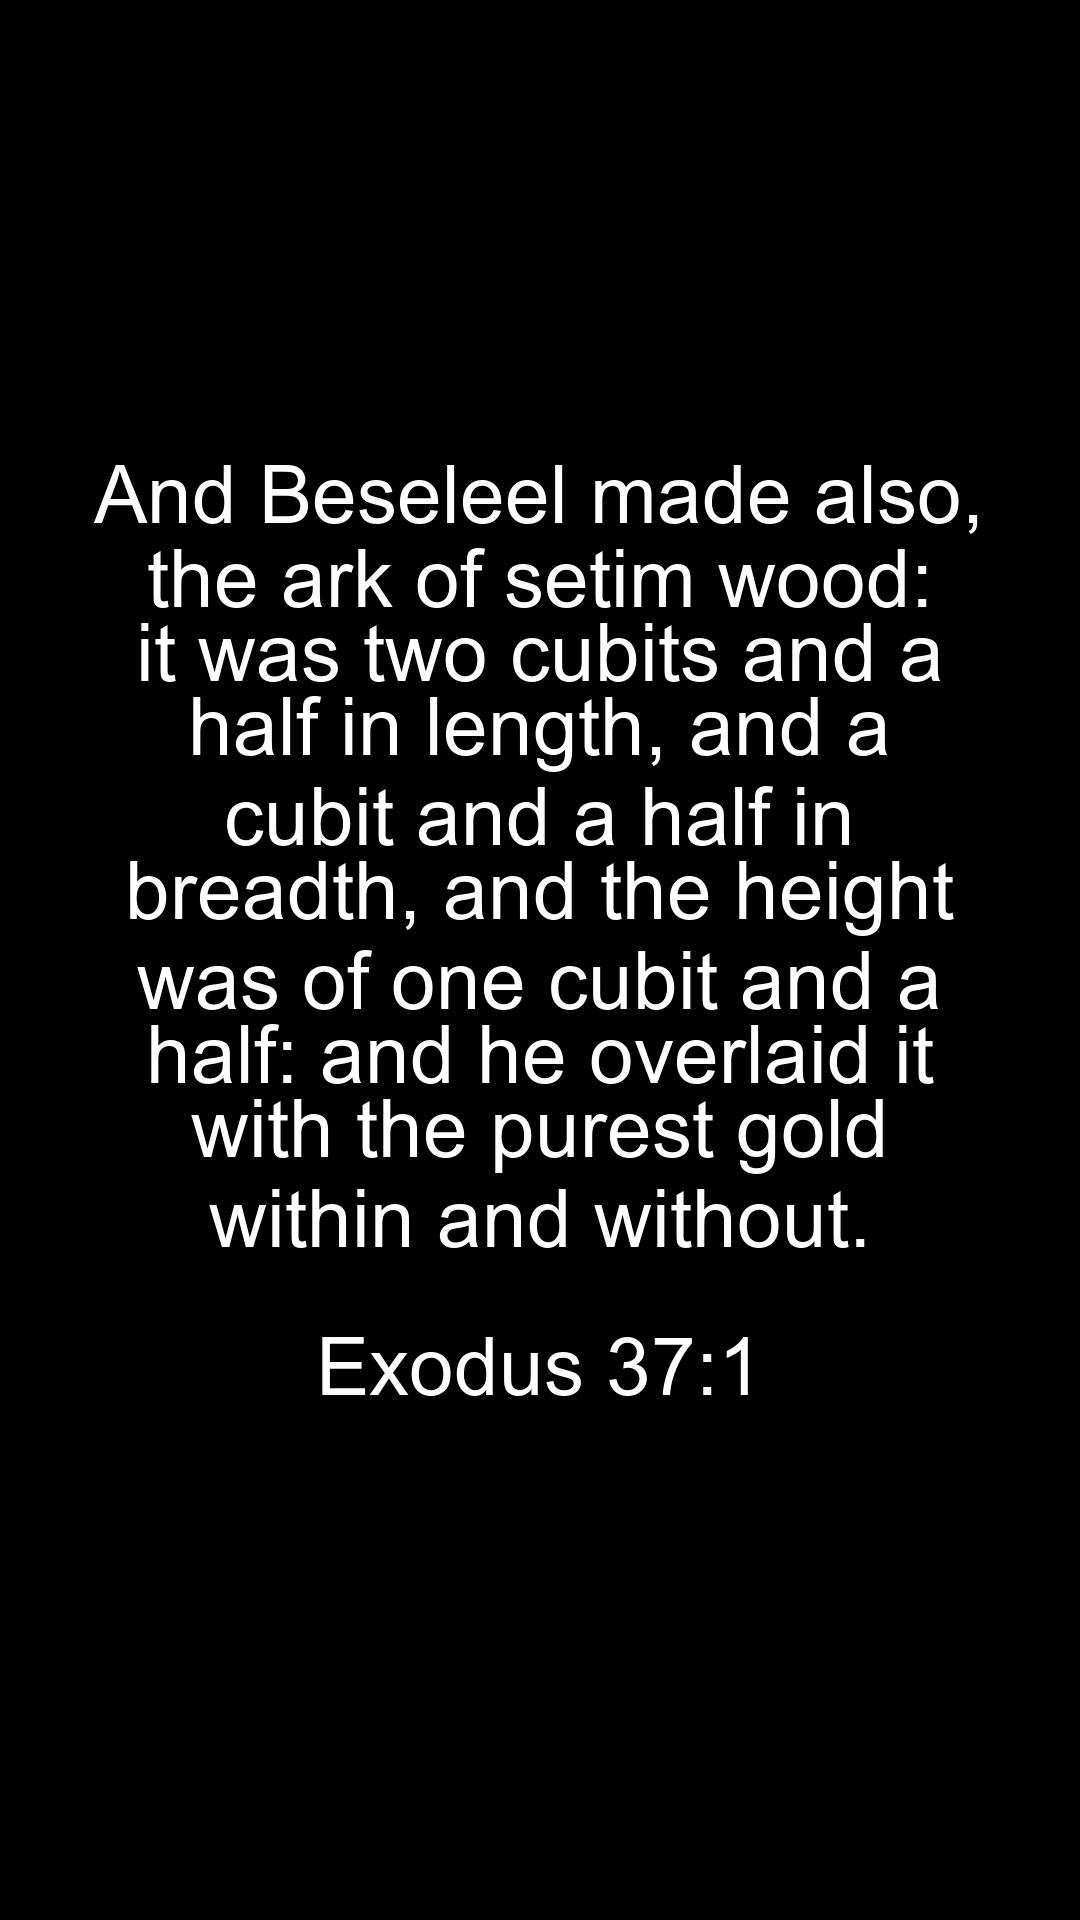 And Beseleel made also,
the ark of setim wood:
it was two cubits and a
half in length, and a
cubit and a half in
breadth, and the height
was of one cubit and a
half: and he overlaid it
with the purest gold
within and without.
Exodus 37:1